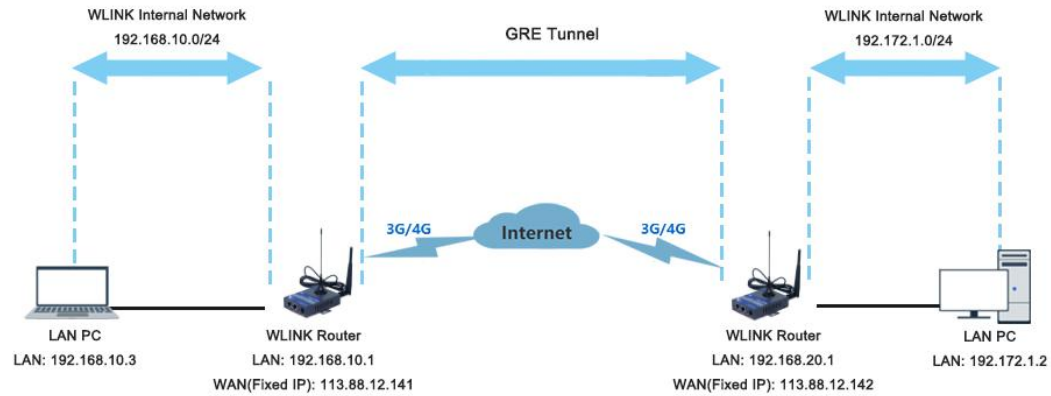 WLINK Internal Network
192.168.10.0/24
GRE Tunnel
WLINK Internal Network
192.172.1.0/24
3G/4G
Internet
3G/4G
LAN PC
LAN: 192.168.10.3
WLINK Router
LAN: 192.168.10.1
WAN(Fixed IP): 113.88.12.141
WLINK Router
LAN: 192.168.20.1
WAN(Fixed IP): 113.88.12.142
LAN PC
LAN: 192.172.1.2